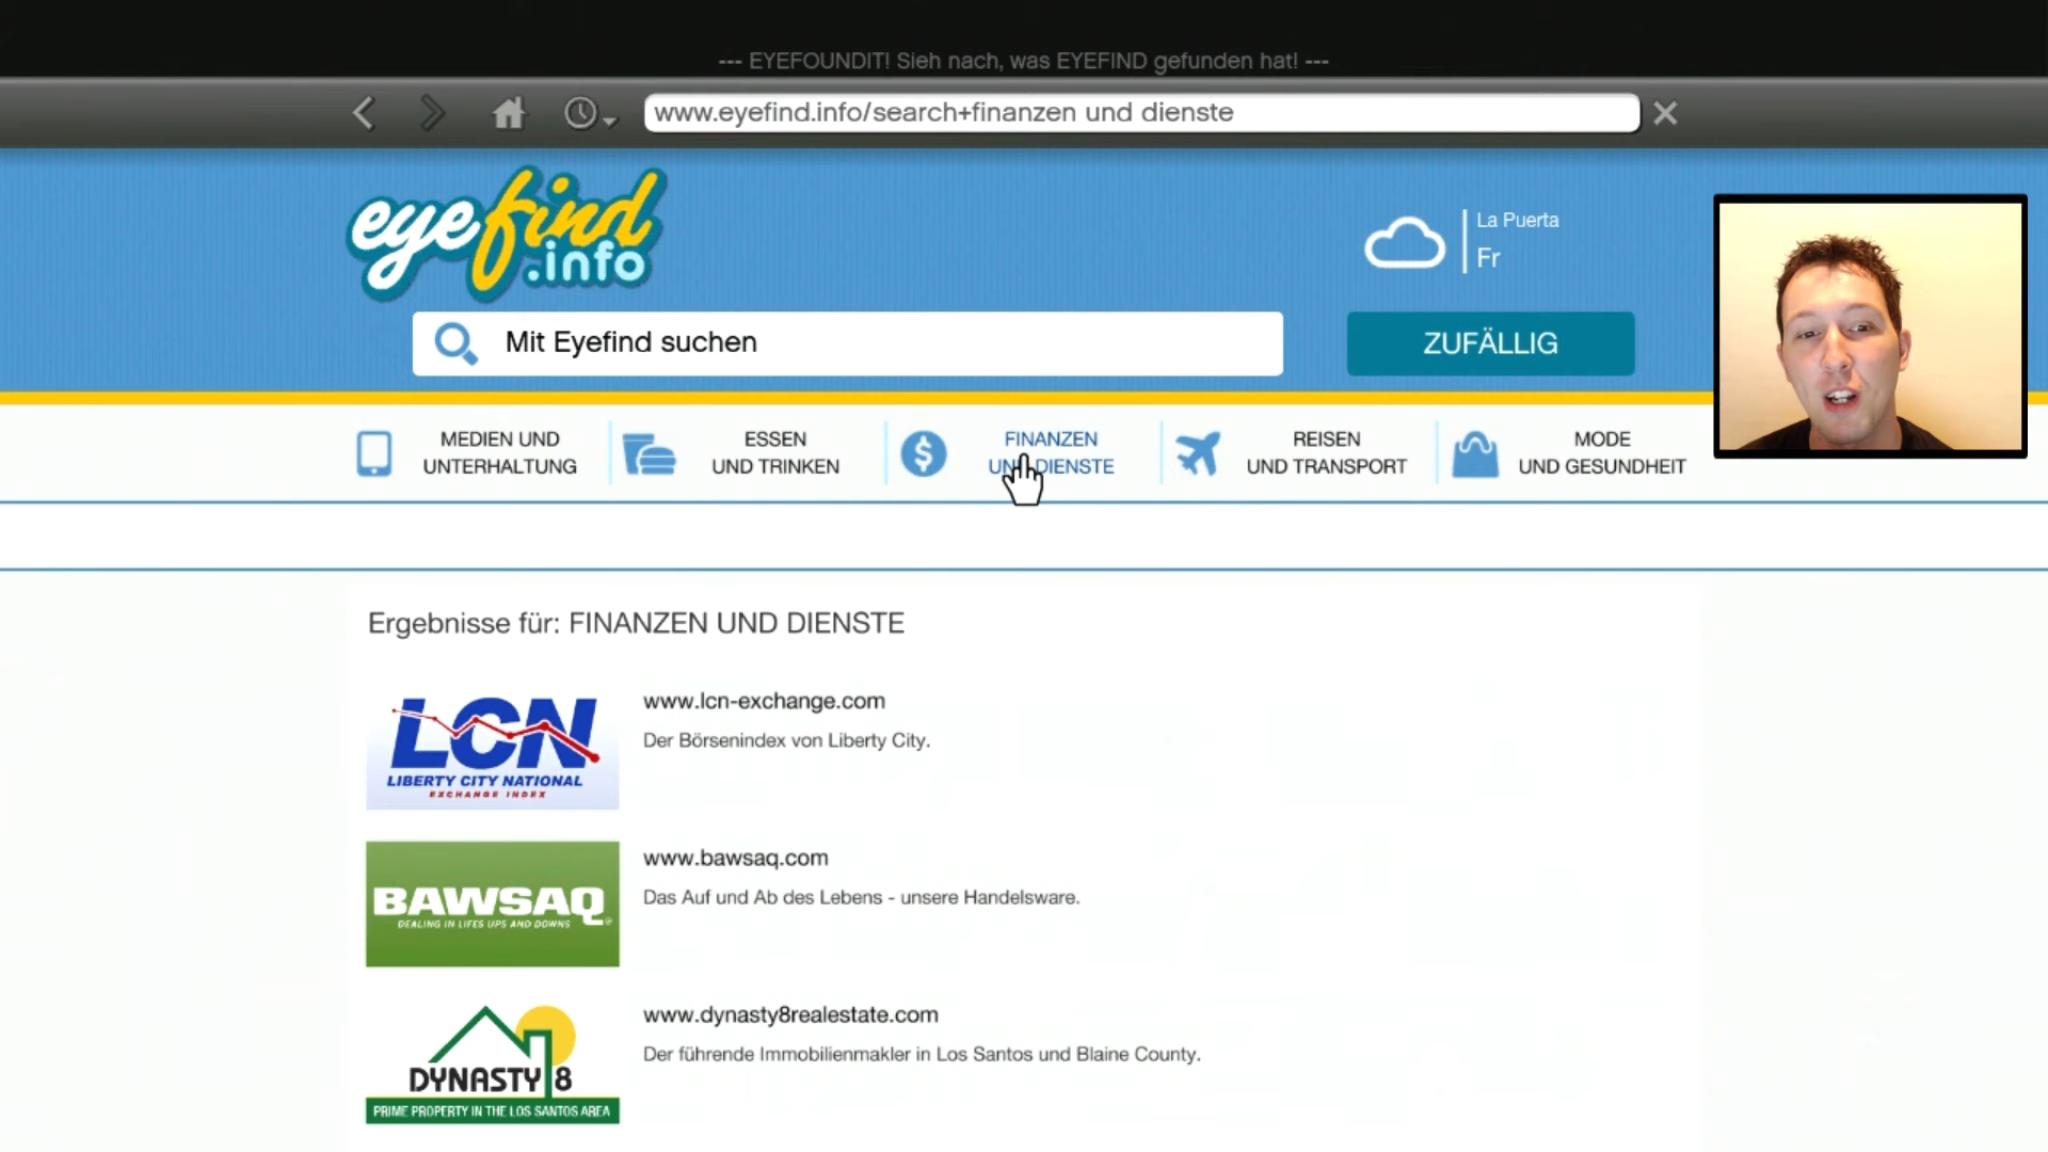 --- EYEFOUNDIT! Sieh nach, was EYEFIND gefunden hat! ---
www.eyefind.info/search+finanzen und dienste
eyefind
.info
La Puerta
Fr
Mit Eyefind suchen
ZUFÄLLIG
MEDIEN UND
UNTERHALTUNG
ESSEN
UND TRINKEN
FINANZEN
UND DIENSTE
REISEN
UND TRANSPORT
MODE
UND GESUNDHEIT
Ergebnisse für: FINANZEN UND DIENSTE
LCN
LIBERTY CITY NATIONAL
EXCHANGE INDEX
www.lcn-exchange.com
Der Börsenindex von Liberty City.
BAWSAQ
DEALING IN LIFES UPS AND DOWNS
www.bawsaq.com
Das Auf und Ab des Lebens - unsere Handelsware.
DYNASTY 8
PRIME PROPERTY IN THE LOS SANTOS AREA
www.dynasty8realestate.com
Der führende Immobilienmakler in Los Santos und Blaine County.